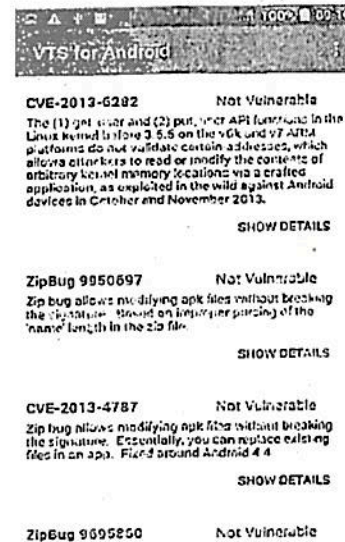 100% 00:10
VTS for Android
CVE-2013-6282 Not Vulnerable
The (1) get_user and (2) put_user API functions in the
Linux kernel before 3.5.5 on the v6k and v7 ARM
platforms do not validate certain addresses, which
allows attackers to read or modify the contents of
arbitrary kernel memory locations via a crafted
application, as exploited in the wild against Android
devices in October and November 2013.
SHOW DETAILS
ZipBug 9950697 Not Vulnerable
Zip bug allows modifying apk files without breaking
the signature. Based on improper parsing of the
'name' length in the zip file.
SHOW DETAILS
CVE-2013-4787 Not Vulnerable
Zip bug allows modifying apk files without breaking
the signature. Essentially, you can replace existing
files in an app. Fixed around Android 4.4
SHOW DETAILS
ZipBug 9695860 Not Vulnerable